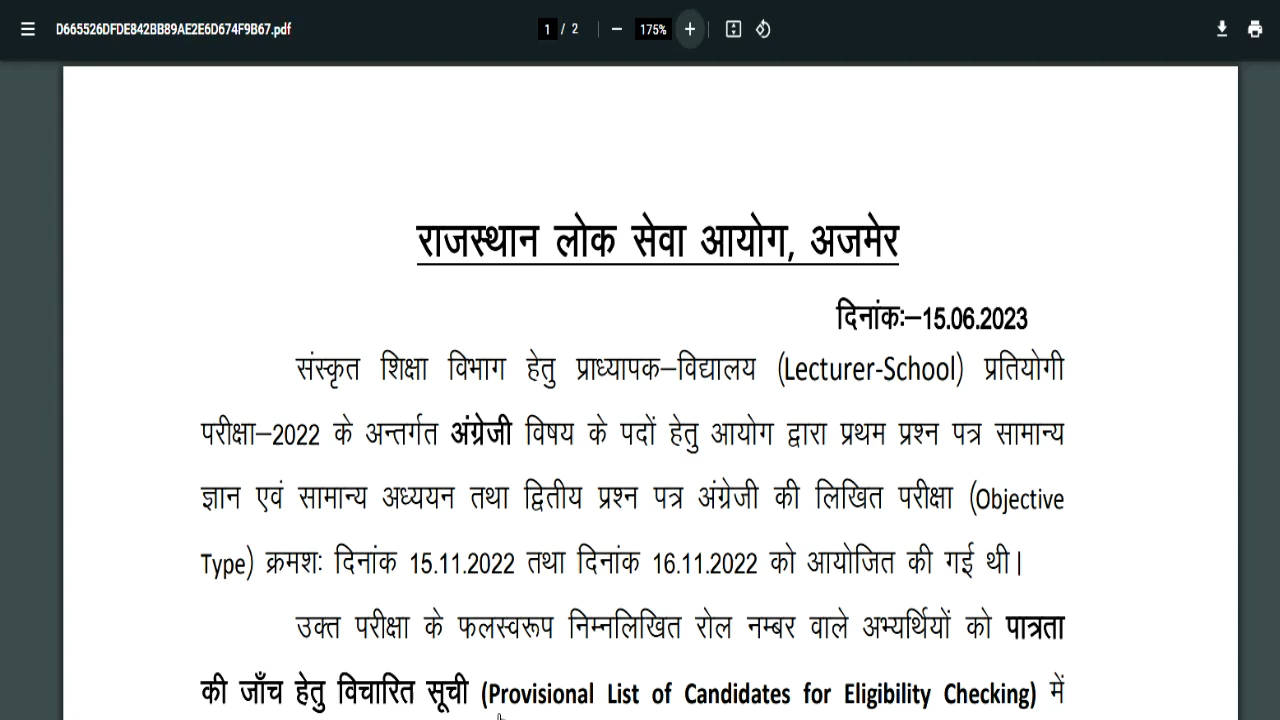 D665526DFDE842BB89AE2E6D674F9B67.pdf 1 / 2 175%
राजस्थान लोक सेवा आयोग, अजमेर
दिनांकः–15.06.2023
संस्कृत शिक्षा विभाग हेतु प्राध्यापक–विद्यालय (Lecturer-School) प्रतियोगी
परीक्षा–2022 के अन्तर्गत अंग्रेजी विषय के पदों हेतु आयोग द्वारा प्रथम प्रश्न पत्र सामान्य
ज्ञान एवं सामान्य अध्ययन तथा द्वितीय प्रश्न पत्र अंग्रेजी की लिखित परीक्षा (Objective
Type) क्रमशः दिनांक 15.11.2022 तथा दिनांक 16.11.2022 को आयोजित की गई थी।
उक्त परीक्षा के फलस्वरूप निम्नलिखित रोल नम्बर वाले अभ्यर्थियों को पात्रता
की जाँच हेतु विचारित सूची (Provisional List of Candidates for Eligibility Checking) में